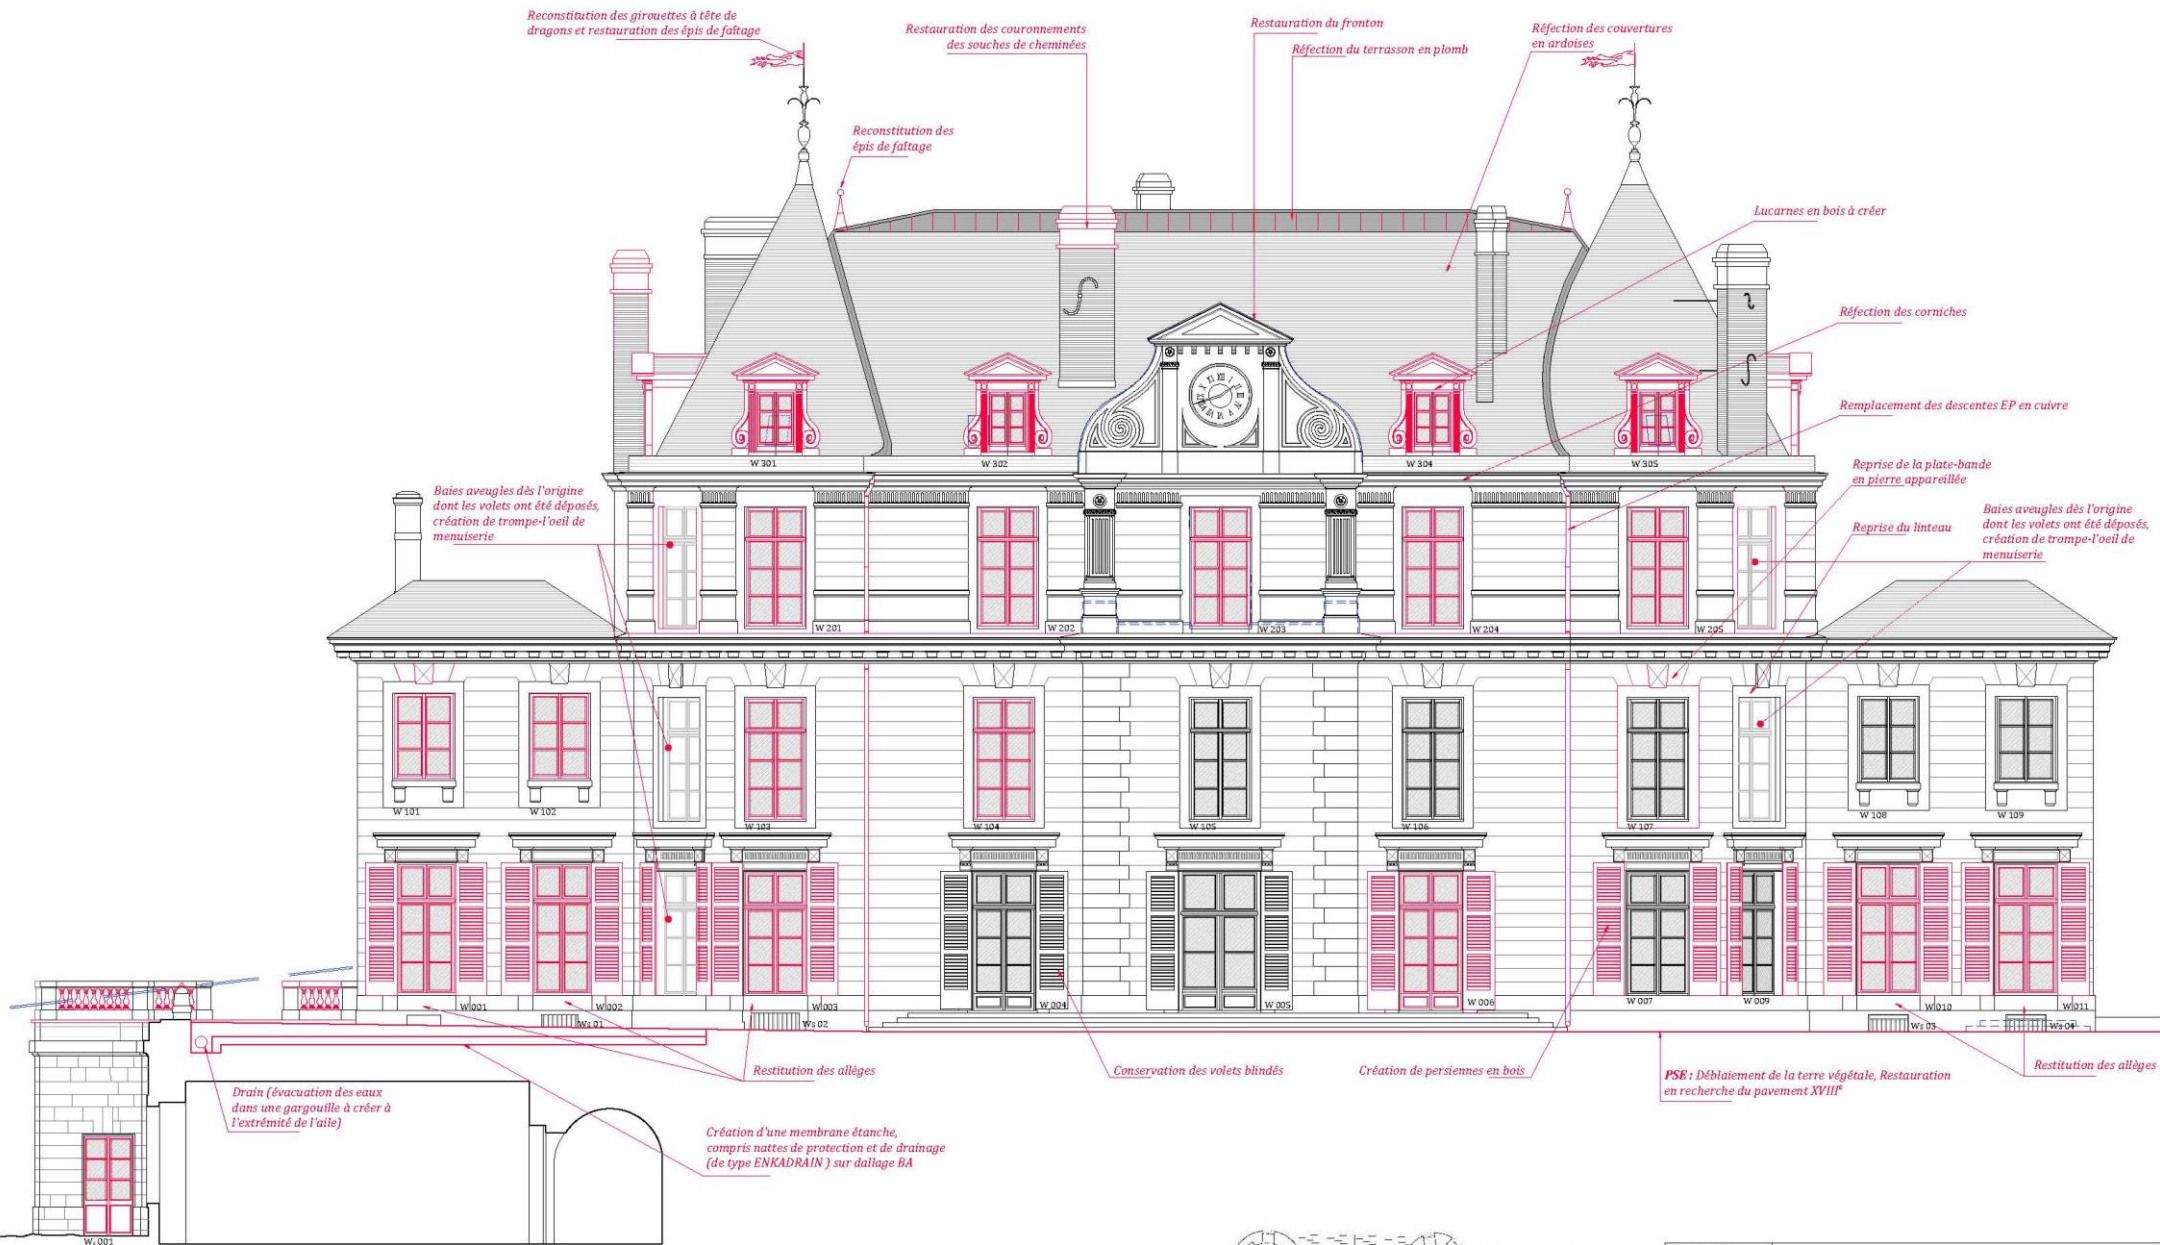 Reconstitution des girouettes à tête de
dragons et restauration des épis de faîtage
Restauration des couronnements
des souches de cheminées
Restauration du fronton
Réfection du terrasson en plomb
Réfection des couvertures
en ardoises
Reconstitution des
épis de faîtage
Lucarnes en bois à créer
Réfection des corniches
Remplacement des descentes EP en cuivre
Reprise de la plate-bande
en pierre appareillée
Baies aveugles dès l'origine
dont les volets ont été déposés,
création de trompe-l'oeil de
menuiserie
Reprise du linteau
Baies aveugles dès l'origine
dont les volets ont été déposés,
création de trompe-l'oeil de
menuiserie
W 301
W 302
W 304
W 305
W 201
W 202
W 203
W 204
W 205
W 101
W 102
W 103
W 104
W 105
W 106
W 107
W 108
W 109
W 001
W 002
W 003
W 004
W 005
W 006
W 007
W 009
W 010
W 011
Ws 01
Ws 02
Ws 03
Ws 04
Restitution des allèges
Conservation des volets blindés
Création de persiennes en bois
PSE : Déblaiement de la terre végétale, Restauration
en recherche du pavement XVIIIe
Restitution des allèges
Drain (évacuation des eaux
dans une gargouille à créer à
l'extrémité de l'aile)
Création d'une membrane étanche,
compris nattes de protection et de drainage
(de type ENKADRAIN ) sur dallage BA